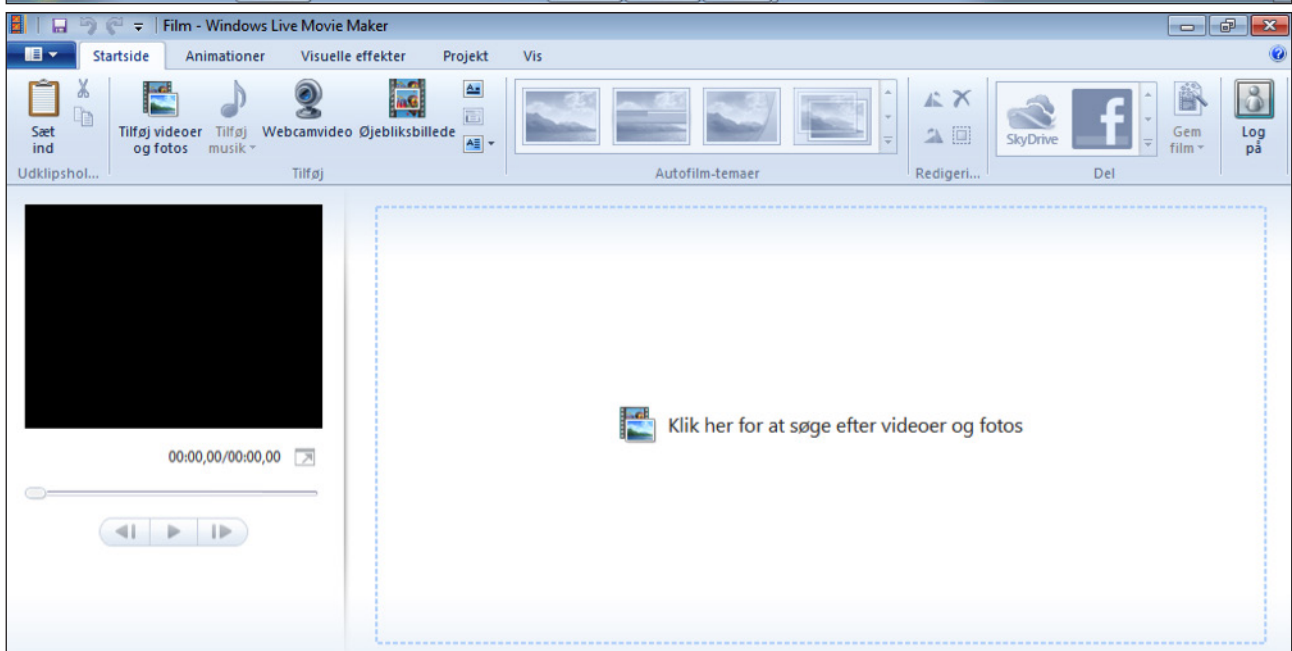 Film - Windows Live Movie Maker
Startside Animationer Visuelle effekter Projekt Vis
Sæt ind
Tilføj videoer og fotos
Tilføj musik
Webcamvideo
Øjebliksbillede
SkyDrive
Gem film
Log på
Udklipshol...
Tilføj
Autofilm-temaer
Redigeri...
Del
Klik her for at søge efter videoer og fotos
00:00,00/00:00,00